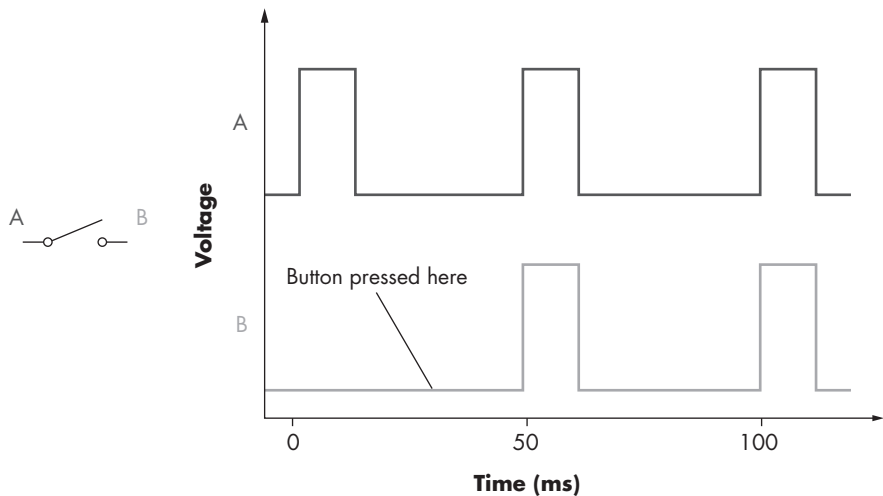 A
B
Voltage
A
Button pressed here
B
0 50 100
Time (ms)